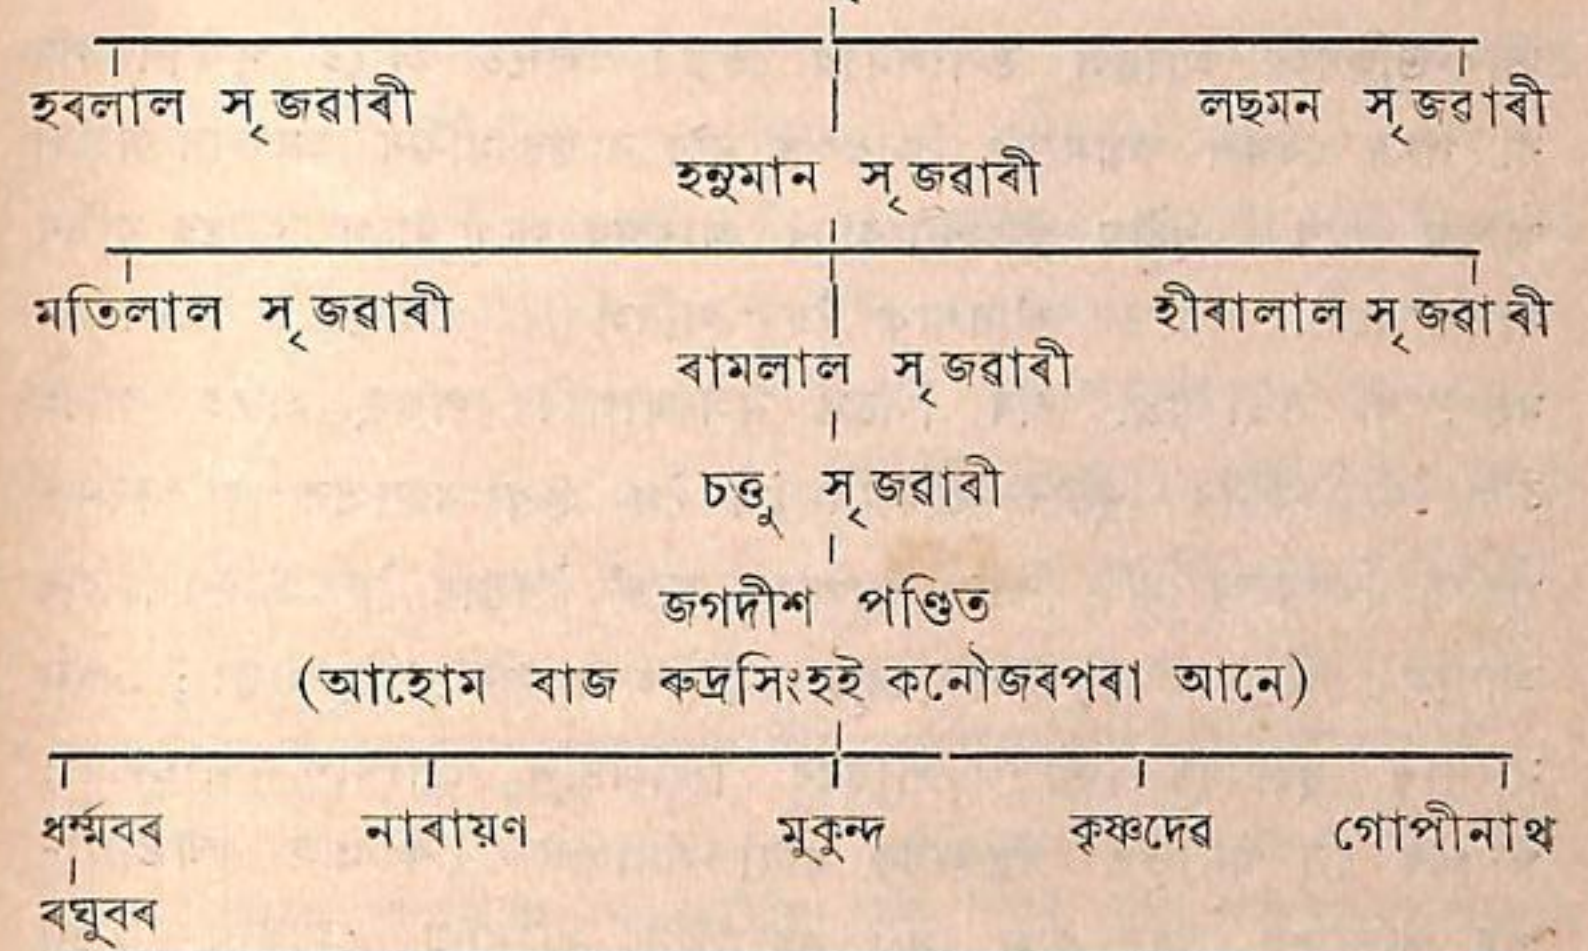 হৰলাল সৃজৱাৰী লছমন সৃজৱাৰী
হনুমান সৃজৱাৰী
মতিলাল সৃজৱাৰী হীৰালাল সৃজৱাৰী
ৰামলাল সৃজৱাৰী
চত্তু সৃজৱাৰী
জগদীশ পণ্ডিত
(আহোম ৰাজ ৰুদ্ৰসিংহই কনৌজৰপৰা আনে)
ধৰ্ম্মবৰ নাৰায়ণ মুকুন্দ কৃষ্ণদেৱ গোপীনাথ
ৰঘুবৰ